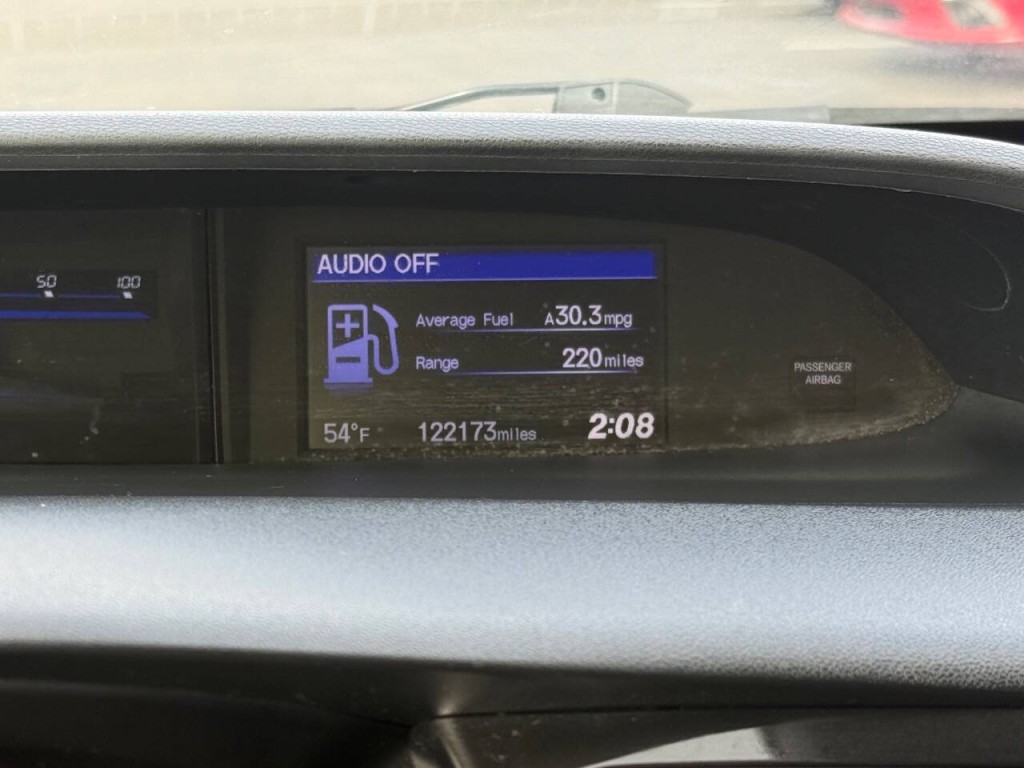 AUDIO OFF
50 100
Average Fuel A30.3mpg
Range 220miles
PASSENGER
AIRBAG
54°F 122173miles 2:08